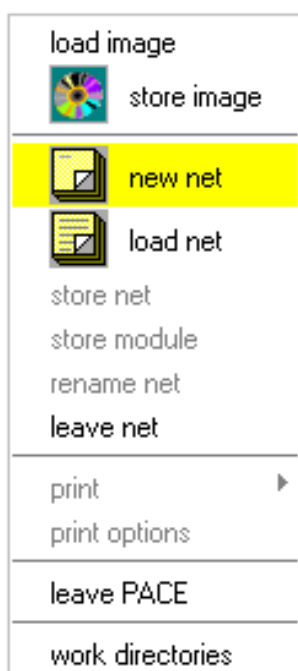 load image
store image
new net
load net
store net
store module
rename net
leave net
print
print options
leave PACE
work directories